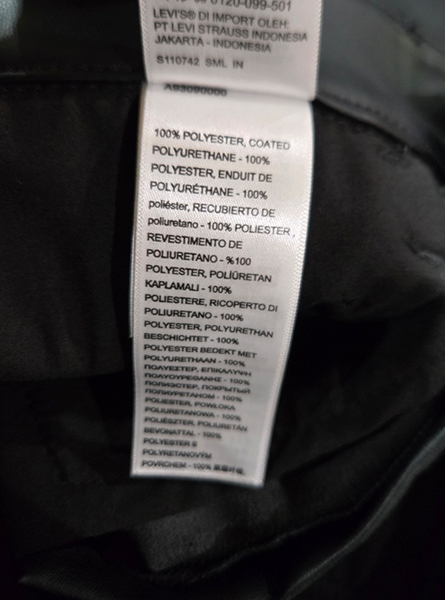 0120-099-501
LEVI'S® DI IMPORT OLEH:
PT LEVI STRAUSS INDONESIA
JAKARTA - INDONESIA
S110742 SML IN
A93090000
100% POLYESTER, COATED
POLYURETHANE - 100%
POLYESTER, ENDUIT DE
POLYURÉTHANE - 100%
poliéster, RECUBIERTO DE
poliuretano - 100% POLIESTER ,
REVESTIMENTO DE
POLIURETANO - %100
POLYESTER, POLIÜRETAN
KAPLAMALI - 100%
POLIESTERE, RICOPERTO DI
POLIURETANO - 100%
POLYESTER, POLYURETHAN
BESCHICHTET - 100%
POLYESTER BEDEKT MET
POLYURETHAAN - 100%
ΠΟΛΥΕΣΤΕΡ, ΕΠΙΚΑΛΥΨΗ
ΠΟΛΥΟΥΡΕΘΑΝΗΣ - 100%
ПОЛИЭСТЕР, ПОКРЫТЫЙ
ПОЛИУРЕТАНОМ - 100%
POLIESTER, POWŁOKA
POLIURETANOWA - 100%
POLIÉSZTER, POLIURETÁN
BEVONATTAL - 100%
POLYESTER S
POLYRETANOVÝM
POVRCHEM - 100%